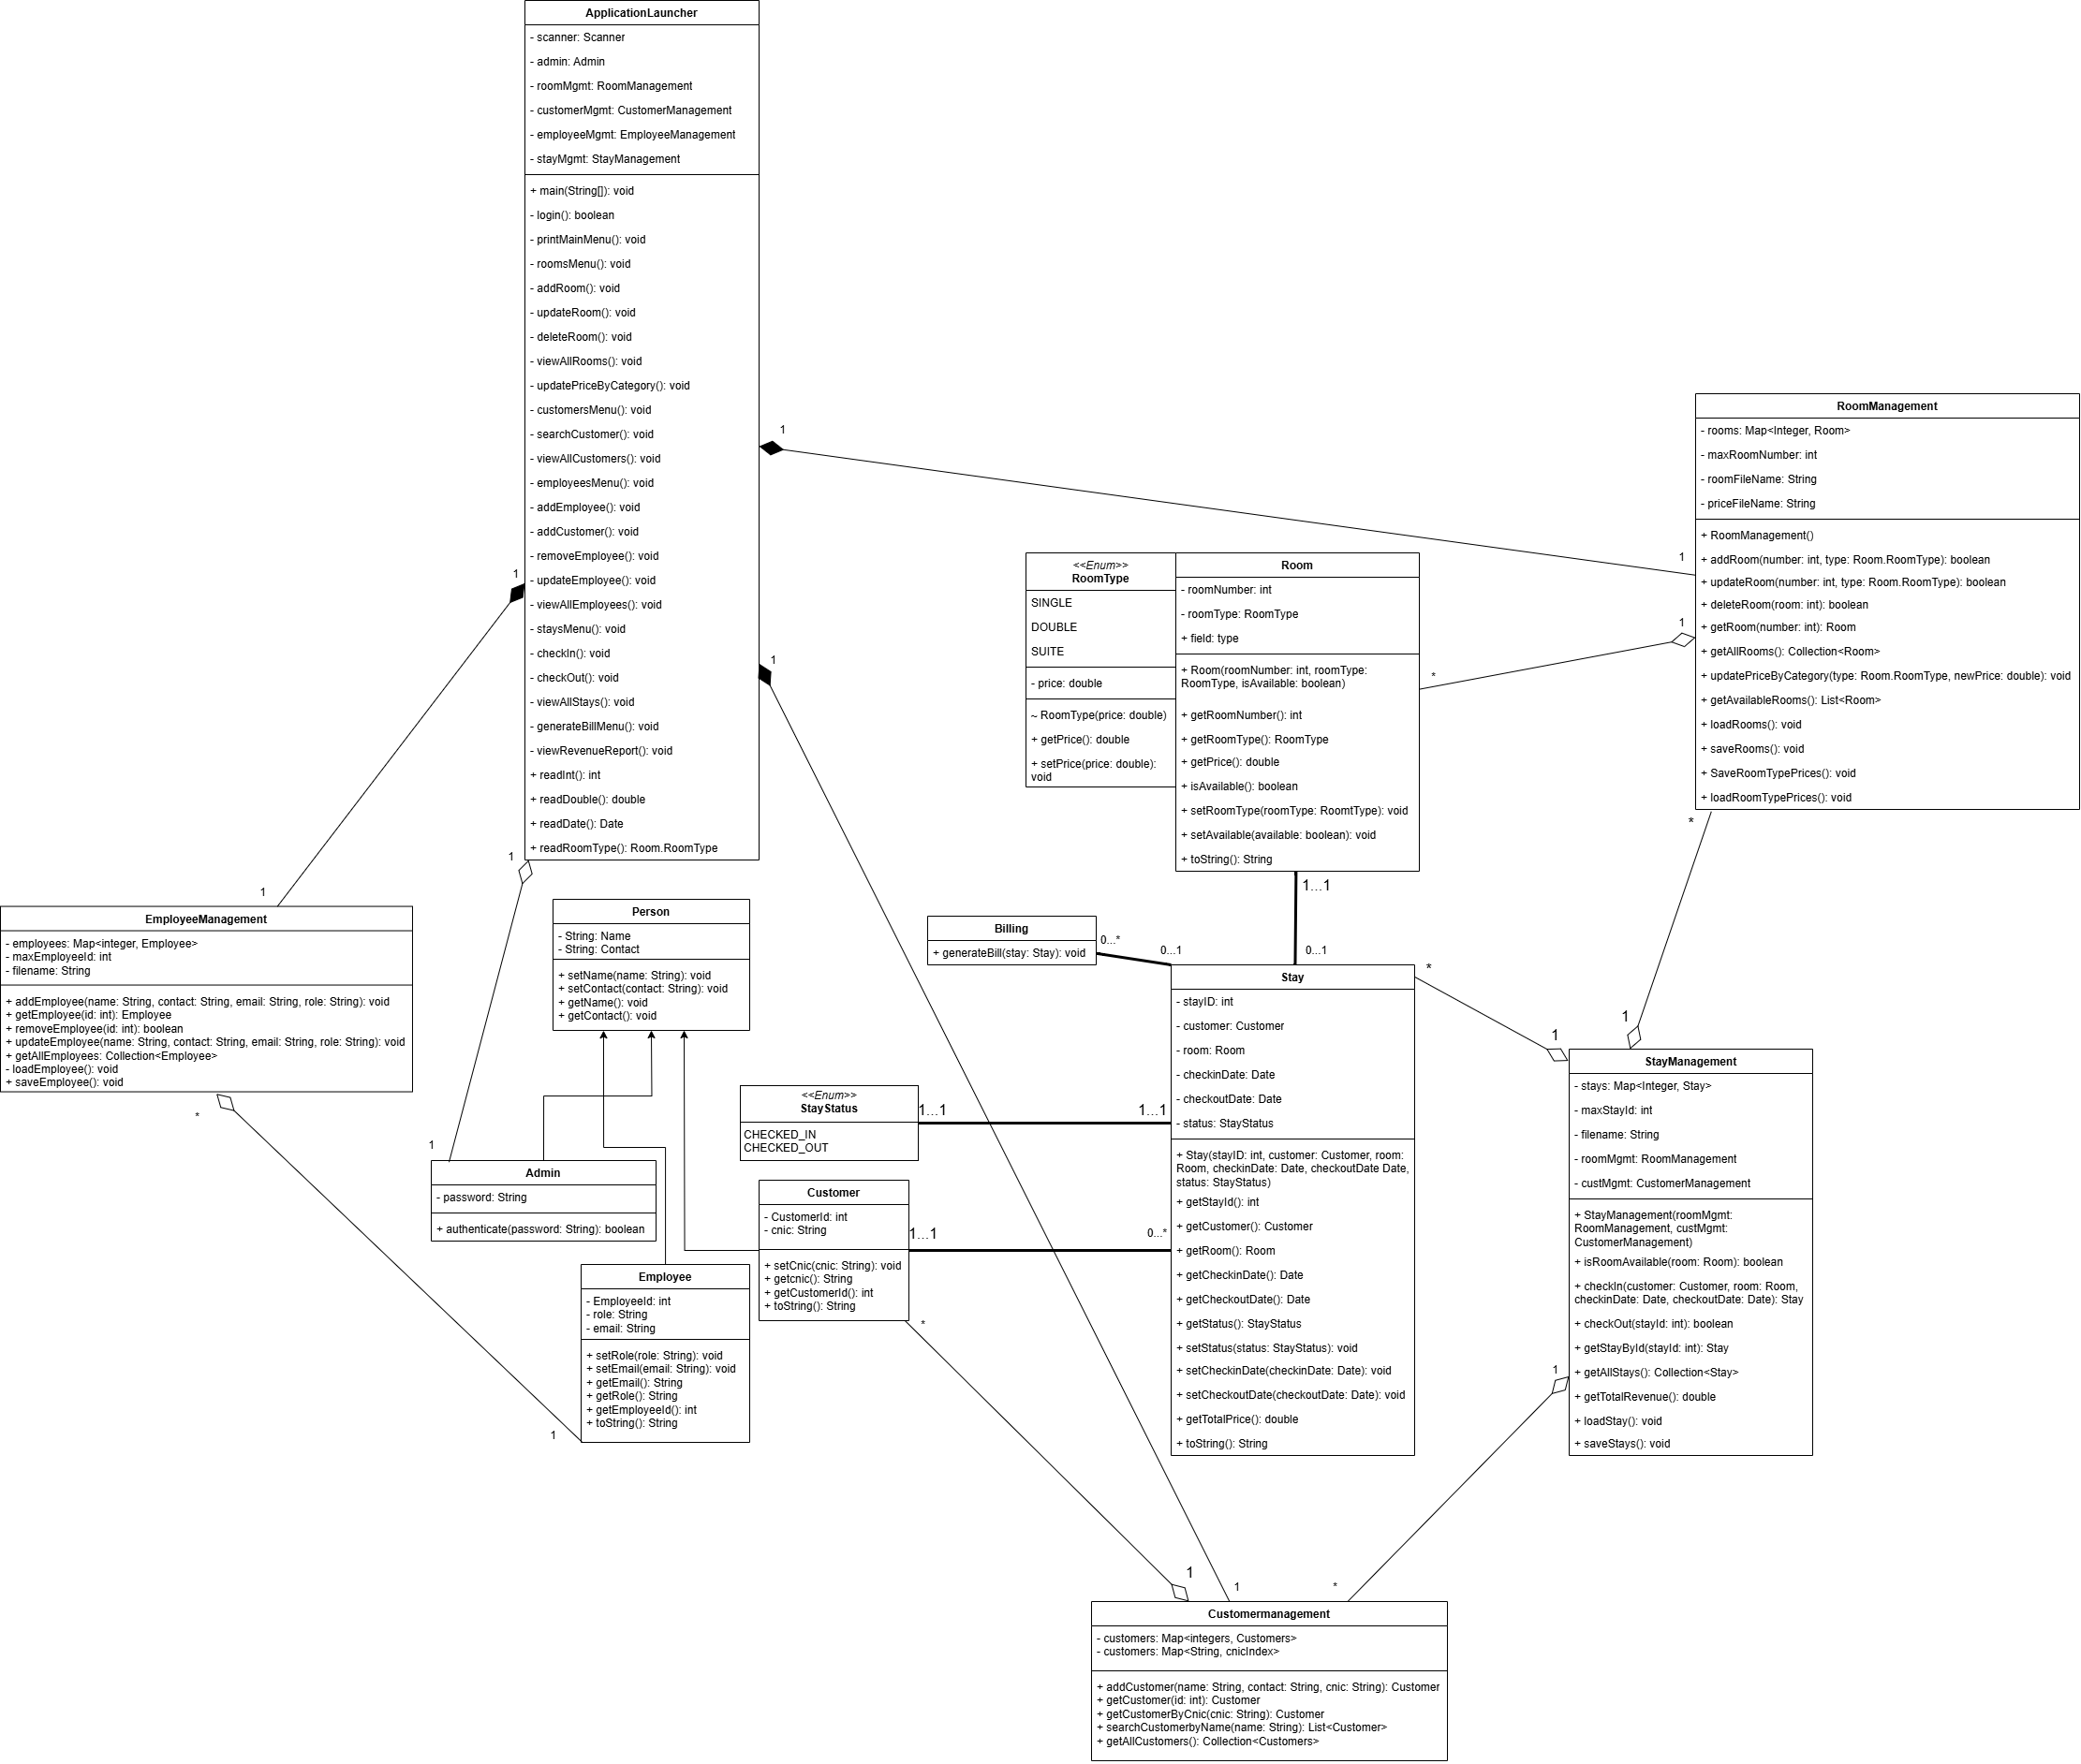 ApplicationLauncher
- scanner: Scanner
- admin: Admin
- roomMgmt: RoomManagement
- customerMgmt: CustomerManagement
- employeeMgmt: EmployeeManagement
- stayMgmt: StayManagement
+ main(String[]): void
- login(): boolean
- printMainMenu(): void
- roomsMenu(): void
- addRoom(): void
- updateRoom(): void
- deleteRoom(): void
- viewAllRooms(): void
- updatePriceByCategory(): void
- customersMenu(): void
- searchCustomer(): void
- viewAllCustomers(): void
- employeesMenu(): void
- addEmployee(): void
- addCustomer(): void
- removeEmployee(): void
- updateEmployee(): void
- viewAllEmployees(): void
- staysMenu(): void
- checkIn(): void
- checkOut(): void
- viewAllStays(): void
- generateBillMenu(): void
- viewRevenueReport(): void
+ readInt(): int
+ readDouble(): double
+ readDate(): Date
+ readRoomType(): Room.RoomType
1
1
1
1
1
1
1
*
RoomManagement
- rooms: Map<Integer, Room>
- maxRoomNumber: int
- roomFileName: String
- priceFileName: String
+ RoomManagement()
+ addRoom(number: int, type: Room.RoomType): boolean
+ updateRoom(number: int, type: Room.RoomType): boolean
+ deleteRoom(room: int): boolean
+ getRoom(number: int): Room
+ getAllRooms(): Collection<Room>
+ updatePriceByCategory(type: Room.RoomType, newPrice: double): void
+ getAvailableRooms(): List<Room>
+ loadRooms(): void
+ saveRooms(): void
+ SaveRoomTypePrices(): void
+ loadRoomTypePrices(): void
*
<<Enum>>
RoomType
SINGLE
DOUBLE
SUITE
- price: double
~ RoomType(price: double)
+ getPrice(): double
+ setPrice(price: double):
void
Room
- roomNumber: int
- roomType: RoomType
+ field: type
+ Room(roomNumber: int, roomType:
RoomType, isAvailable: boolean)
+ getRoomNumber(): int
+ getRoomType(): RoomType
+ getPrice(): double
+ isAvailable(): boolean
+ setRoomType(roomType: RoomtType): void
+ setAvailable(available: boolean): void
+ toString(): String
1...1
0...1
EmployeeManagement
- employees: Map<integer, Employee>
- maxEmployeeId: int
- filename: String
+ addEmployee(name: String, contact: String, email: String, role: String): void
+ getEmployee(id: int): Employee
+ removeEmployee(id: int): boolean
+ updateEmployee(name: String, contact: String, email: String, role: String): void
+ getAllEmployees: Collection<Employee>
- loadEmployee(): void
+ saveEmployee(): void
*
1
Person
- String: Name
- String: Contact
+ setName(name: String): void
+ setContact(contact: String): void
+ getName(): void
+ getContact(): void
Billing
+ generateBill(stay: Stay): void
0...*
0...1
Stay
- stayID: int
- customer: Customer
- room: Room
- checkinDate: Date
- checkoutDate: Date
- status: StayStatus
+ Stay(stayID: int, customer: Customer, room:
Room, checkinDate: Date, checkoutDate Date,
status: StayStatus)
+ getStayId(): int
+ getCustomer(): Customer
+ getRoom(): Room
+ getCheckinDate(): Date
+ getCheckoutDate(): Date
+ getStatus(): StayStatus
+ setStatus(status: StayStatus): void
+ setCheckinDate(checkinDate: Date): void
+ setCheckoutDate(checkoutDate: Date): void
+ getTotalPrice(): double
+ toString(): String
*
1
1
StayManagement
- stays: Map<Integer, Stay>
- maxStayId: int
- filename: String
- roomMgmt: RoomManagement
- custMgmt: CustomerManagement
+ StayManagement(roomMgmt:
RoomManagement, custMgmt:
CustomerManagement)
+ isRoomAvailable(room: Room): boolean
+ checkIn(customer: Customer, room: Room,
checkinDate: Date, checkoutDate: Date): Stay
+ checkOut(stayId: int): boolean
+ getStayById(stayId: int): Stay
+ getAllStays(): Collection<Stay>
+ getTotalRevenue(): double
+ loadStay(): void
+ saveStays(): void
1
<<Enum>>
StayStatus
CHECKED_IN
CHECKED_OUT
1...1
1...1
Admin
- password: String
+ authenticate(password: String): boolean
1
Customer
- CustomerId: int
- cnic: String
+ setCnic(cnic: String): void
+ getcnic(): String
+ getCustomerId(): int
+ toString(): String
1...1
0...*
*
Employee
- EmployeeId: int
- role: String
- email: String
+ setRole(role: String): void
+ setEmail(email: String): void
+ getEmail(): String
+ getRole(): String
+ getEmployeeId(): int
+ toString(): String
1
1
*
Customermanagement
- customers: Map<integers, Customers>
- customers: Map<String, cnicIndex>
+ addCustomer(name: String, contact: String, cnic: String): Customer
+ getCustomer(id: int): Customer
+ getCustomerByCnic(cnic: String): Customer
+ searchCustomerbyName(name: String): List<Customer>
+ getAllCustomers(): Collection<Customers>